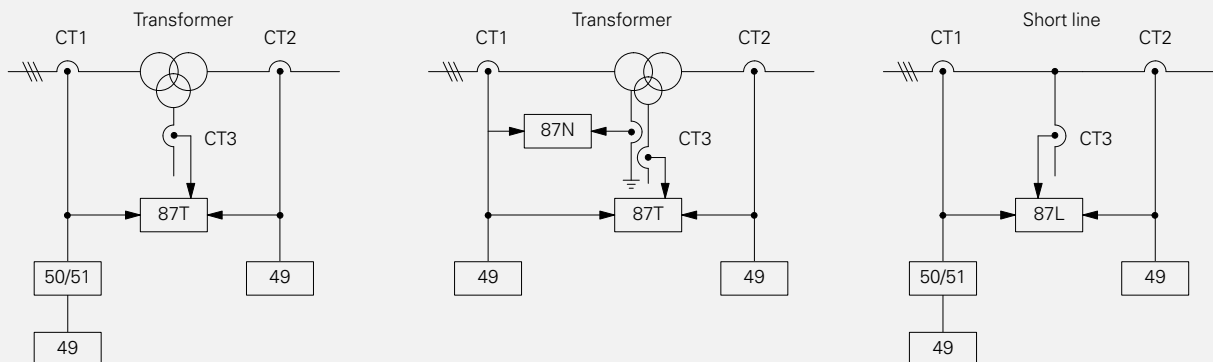 Transformer
CT1
CT2
CT3
87T
50/51
49
49
Transformer
CT1
CT2
87N
CT3
87T
49
49
Short line
CT1
CT2
CT3
87L
50/51
49
49